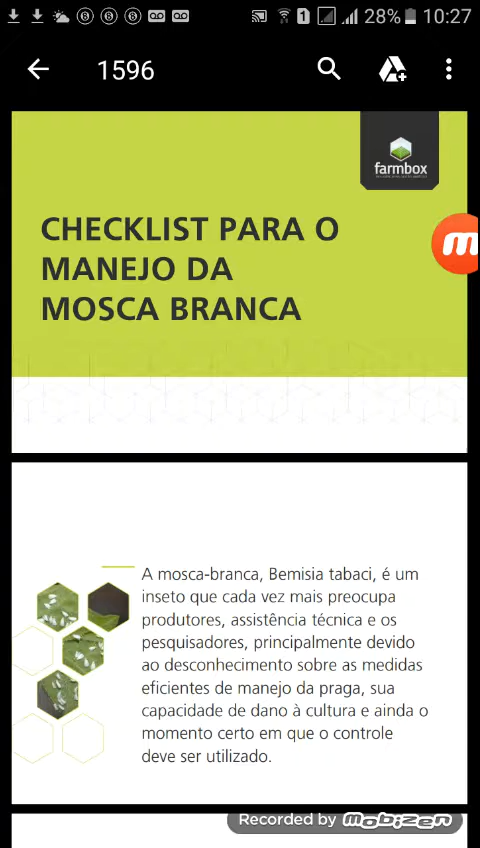 1 28% 10:27
1596
farmbox
CHECKLIST PARA O
MANEJO DA
MOSCA BRANCA
A mosca-branca, Bemisia tabaci, é um
inseto que cada vez mais preocupa
produtores, assistência técnica e os
pesquisadores, principalmente devido
ao desconhecimento sobre as medidas
eficientes de manejo da praga, sua
capacidade de dano à cultura e ainda o
momento certo em que o controle
deve ser utilizado.
Recorded by Mobizen